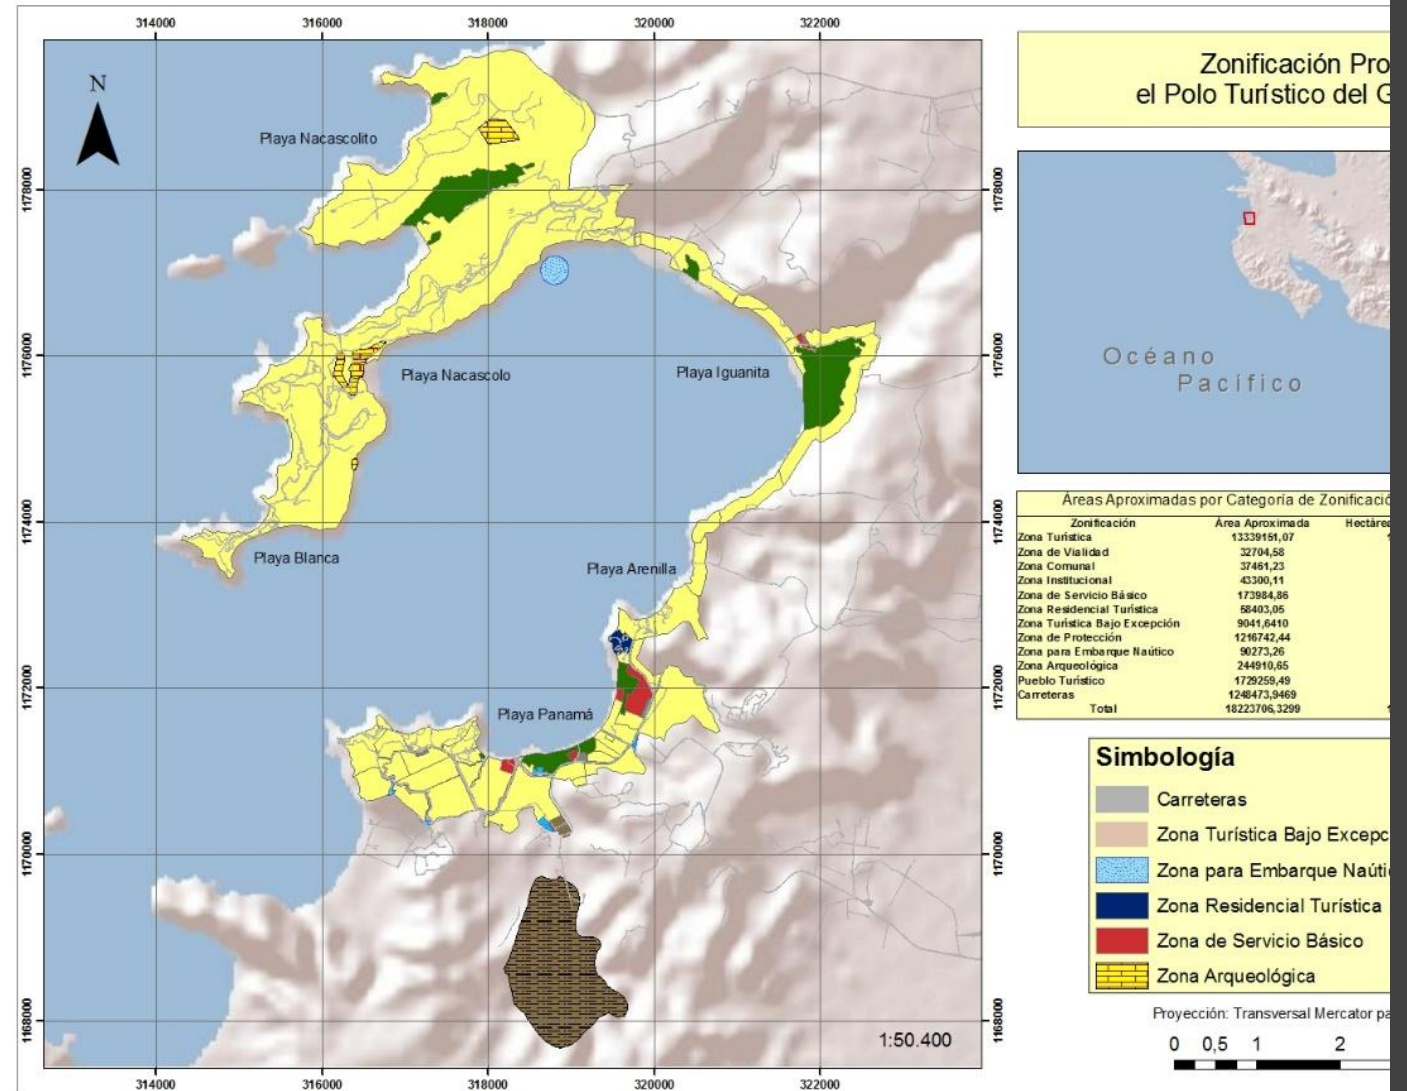 314000 316000 318000 320000 322000
Zonificación Pro
el Polo Turístico del G
N
Playa Nacascolito
1178000 1178000
1176000 1176000
Playa Nacascolo
Playa Iguanita
Océano
Pacífico
1174000 1174000
Playa Blanca
Playa Arenilla
1172000 1172000
Playa Panamá
1170000 1170000
1168000 1168000
1:50.400
314000 316000 318000 320000 322000
Áreas Aproximadas por Categoría de Zonificació
Zonificación Área Aproximada Hectárea
Zona Turística 13339151,07 1
Zona de Vialidad 32704,58
Zona Comunal 37461,23
Zona Institucional 43300,11
Zona de Servicio Básico 173984,86
Zona Residencial Turística 58403,05
Zona Turística Bajo Excepción 9041,6410
Zona de Protección 1216742,44
Zona para Embarque Naútico 90273,26
Zona Arqueológica 244910,65
Pueblo Turístico 1729259,49
Carreteras 1248473,9469
Total 18223706,3299 1
Simbología
Carreteras
Zona Turística Bajo Excepc
Zona para Embarque Naúti
Zona Residencial Turística
Zona de Servicio Básico
Zona Arqueológica
Proyección: Transversal Mercator pa
0 0,5 1 2